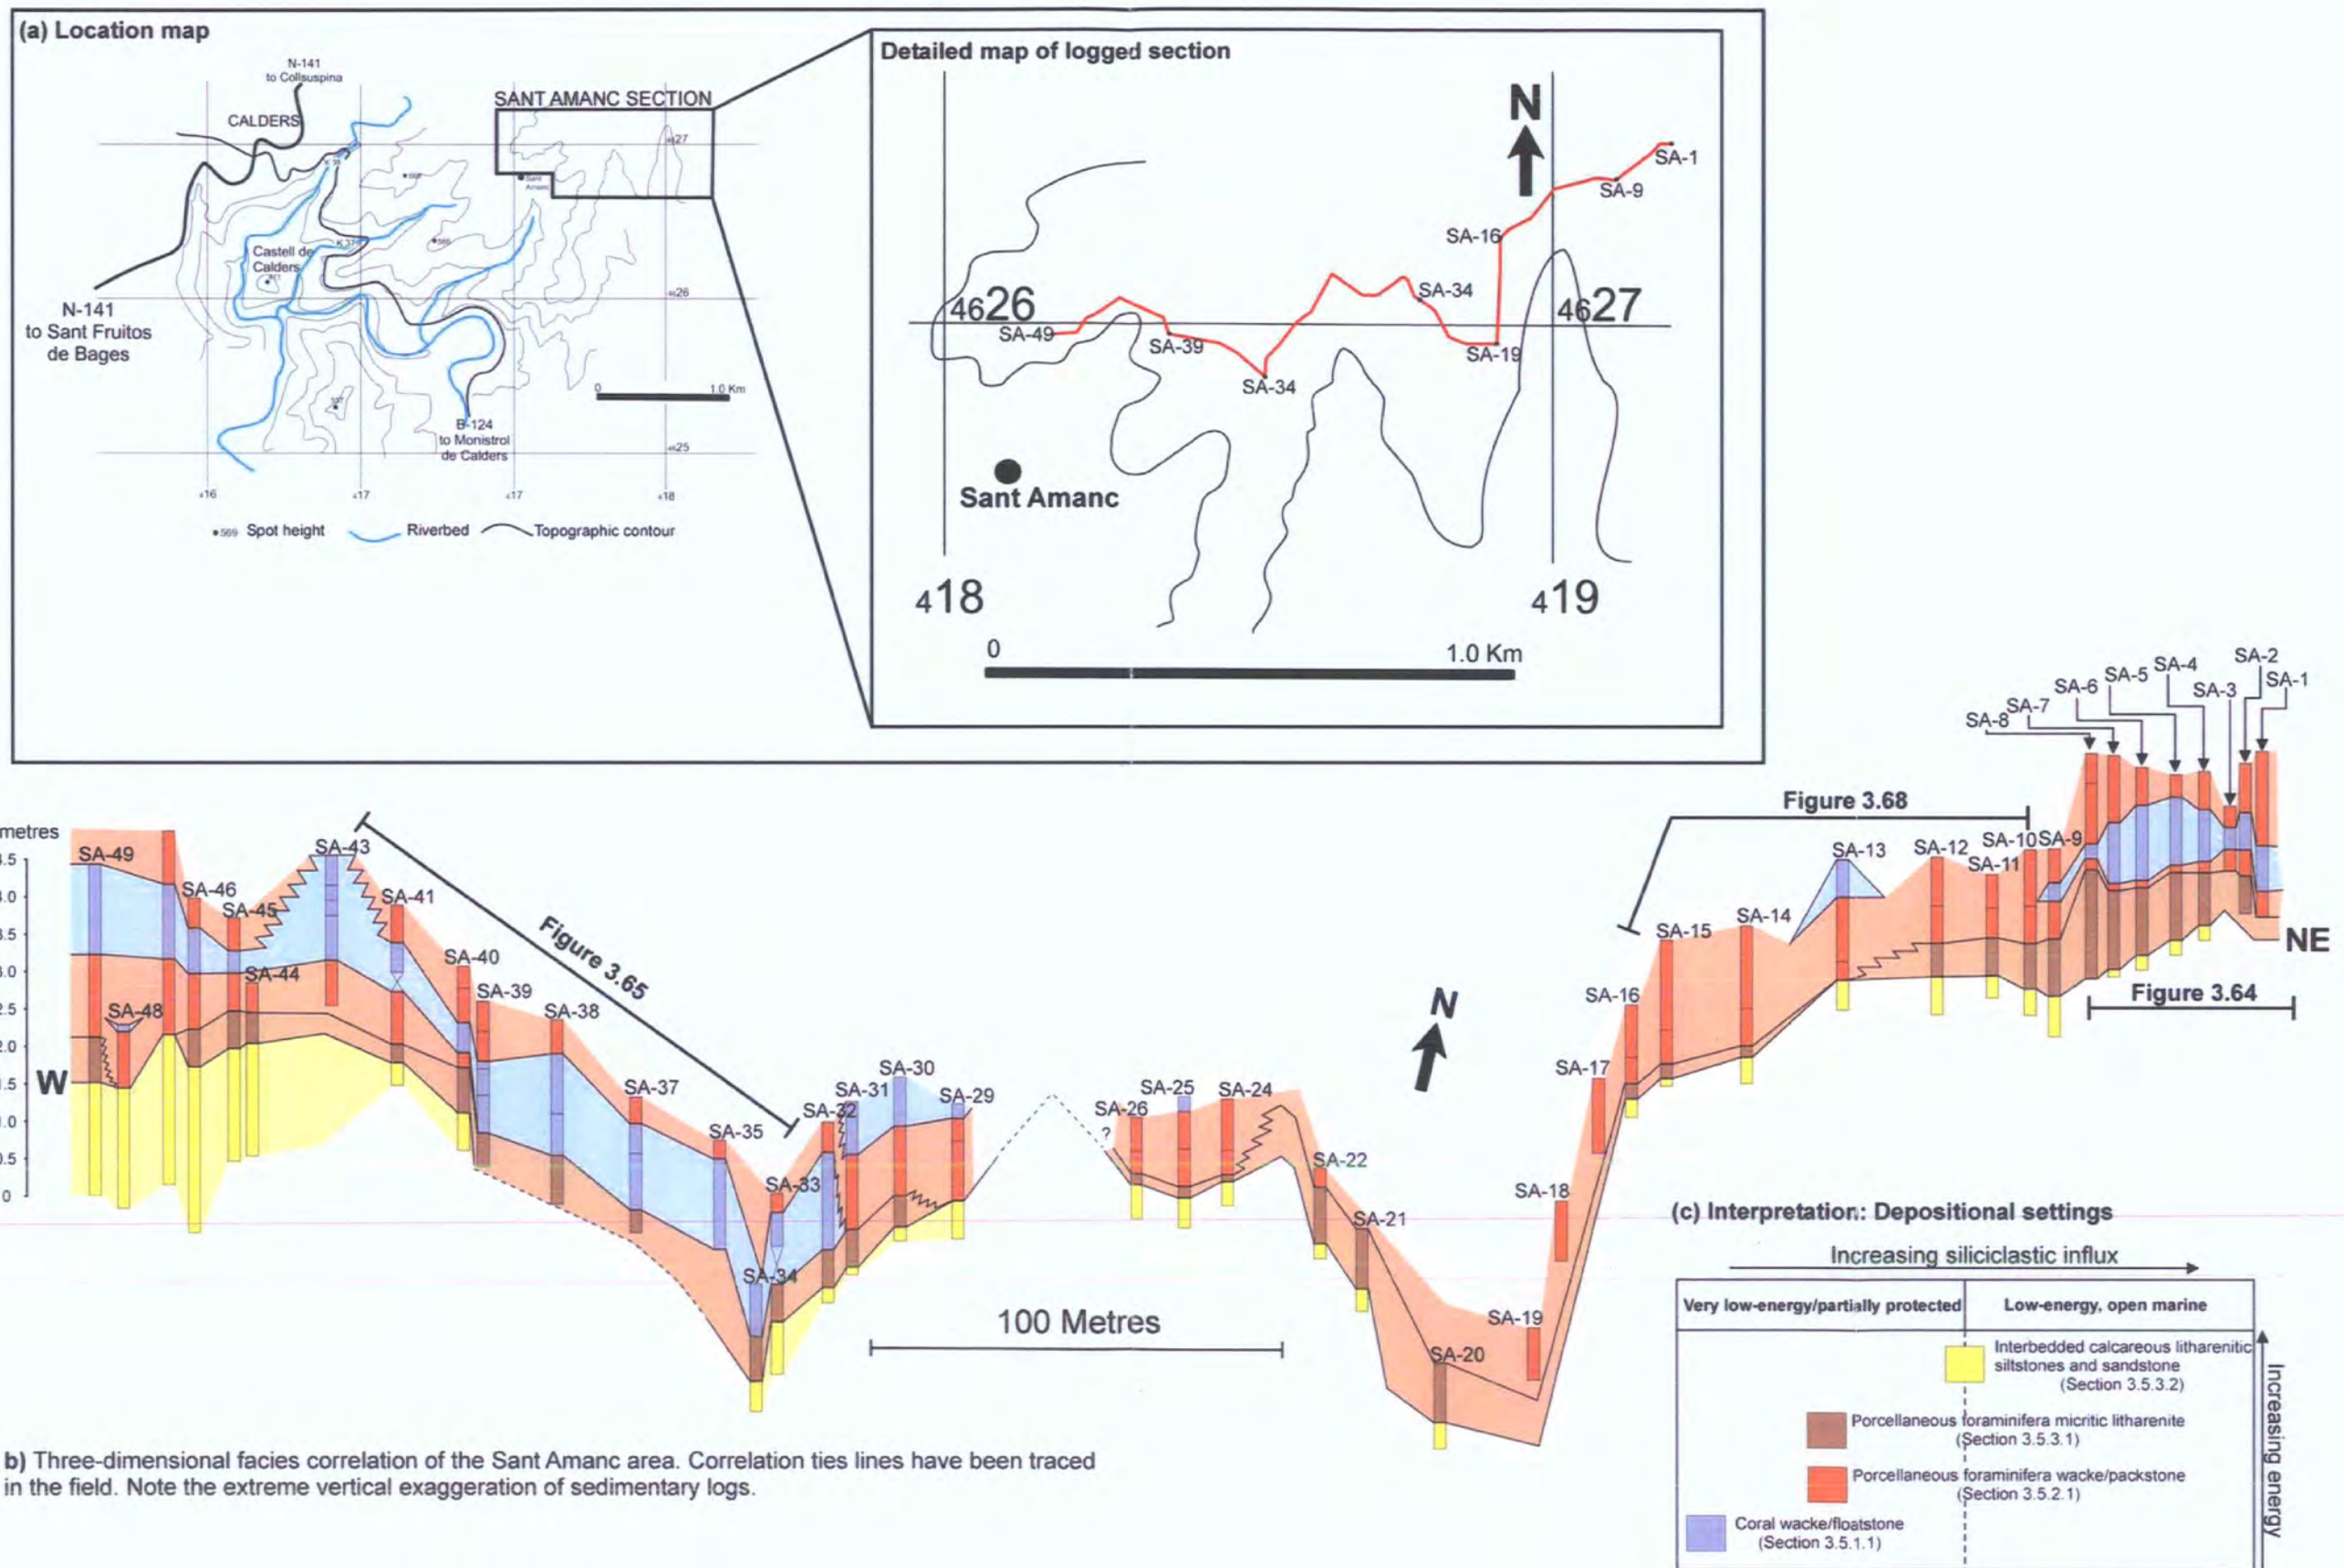 (a) Location map
N-141
to Collsuspina
CALDERS
SANT AMANC SECTION
4627
Sant
Amanc
Castell de
Calders
569
4626
N-141
to Sant Fruitos
de Bages
0 1.0 Km
B-124
to Monistrol
de Calders
4625
416 417 417 418
•569 Spot height Riverbed Topographic contour
Detailed map of logged section
N
SA-1
SA-9
SA-16
SA-34
4626 4627
SA-49
SA-39
SA-19
SA-34
Sant Amanc
418 419
0 1.0 Km
SA-2
SA-4
SA-5
SA-1
SA-6
SA-3
SA-7
SA-8
Figure 3.68
metres
SA-49
SA-43
SA-46
SA-45
SA-41
SA-44
SA-40
SA-39
SA-48
SA-38
Figure 3.65
SA-37
SA-35
SA-32
SA-31
SA-30
SA-29
SA-33
SA-34
W
0
SA-26
?
SA-25
SA-24
SA-22
SA-21
SA-20
SA-19
SA-18
SA-17
SA-16
SA-15
SA-14
SA-13
SA-12
SA-11
SA-10
SA-9
N
NE
Figure 3.64
100 Metres
(c) Interpretation: Depositional settings
Increasing siliciclastic influx
Very low-energy/partially protected
Low-energy, open marine
Interbedded calcareous litharenitic
siltstones and sandstone
(Section 3.5.3.2)
Porcellaneous foraminifera micritic litharenite
(Section 3.5.3.1)
Porcellaneous foraminifera wacke/packstone
(Section 3.5.2.1)
Coral wacke/floatstone
(Section 3.5.1.1)
Increasing energy
b) Three-dimensional facies correlation of the Sant Amanc area. Correlation ties lines have been traced
in the field. Note the extreme vertical exaggeration of sedimentary logs.